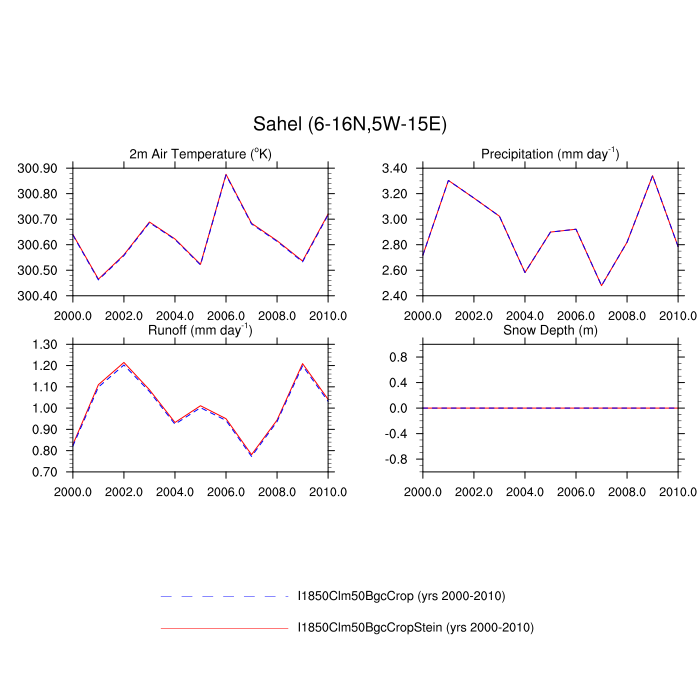 Sahel (6-16N,5W-15E)
2m Air Temperature (°K)
300.90
300.80
300.70
300.60
300.50
300.40
2000.0 2002.0 2004.0 2006.0 2008.0 2010.0
Precipitation (mm day-1)
3.40
3.20
3.00
2.80
2.60
2.40
2000.0 2002.0 2004.0 2006.0 2008.0 2010.0
Runoff (mm day-1)
1.30
1.20
1.10
1.00
0.90
0.80
0.70
2000.0 2002.0 2004.0 2006.0 2008.0 2010.0
Snow Depth (m)
0.8
0.4
0.0
-0.4
-0.8
2000.0 2002.0 2004.0 2006.0 2008.0 2010.0
I1850Clm50BgcCrop (yrs 2000-2010)
I1850Clm50BgcCropStein (yrs 2000-2010)